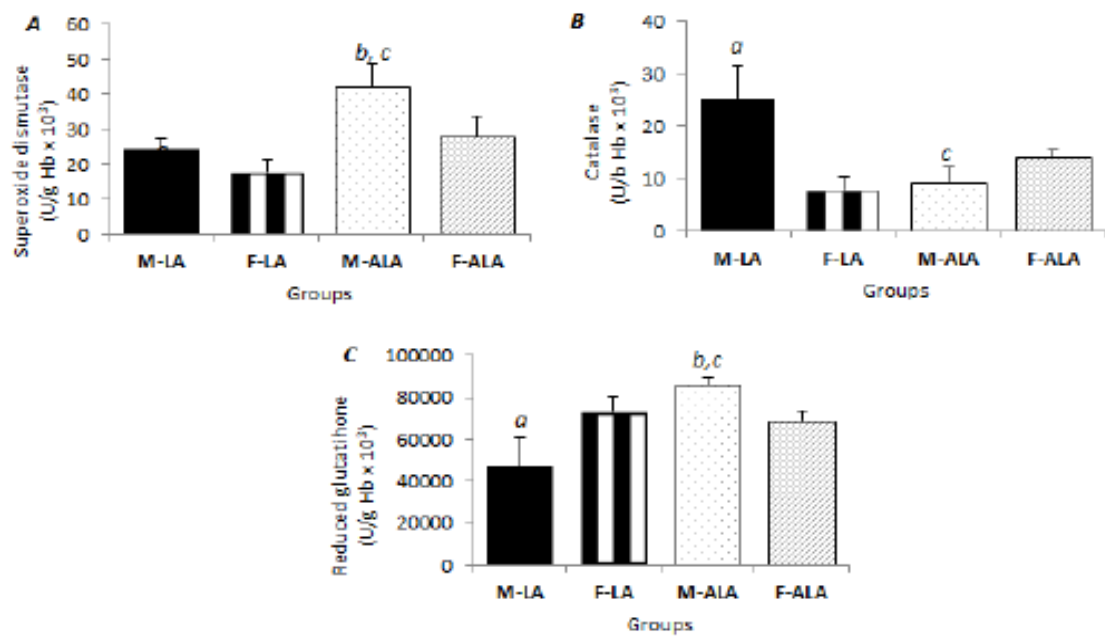 A
Superoxide dismutase
(U/g Hb x 10³)
60
50
40
30
20
10
0
b, c
M-LA F-LA M-ALA F-ALA
Groups
B
Catalase
(U/b Hb x 10³)
40
30
20
10
0
a
c
M-LA F-LA M-ALA F-ALA
Groups
C
Reduced glutatihone
(U/g Hb x 10³)
100000
80000
60000
40000
20000
0
a
b,c
M-LA F-LA M-ALA F-ALA
Groups